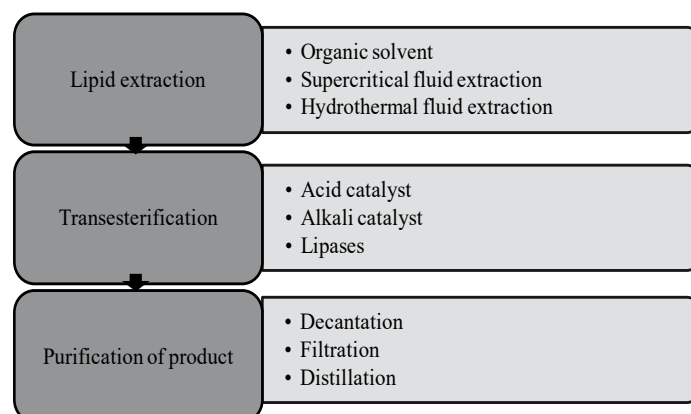 Lipid extraction
• Organic solvent
• Supercritical fluid extraction
• Hydrothermal fluid extraction
Transesterification
• Acid catalyst
• Alkali catalyst
• Lipases
Purification of product
• Decantation
• Filtration
• Distillation